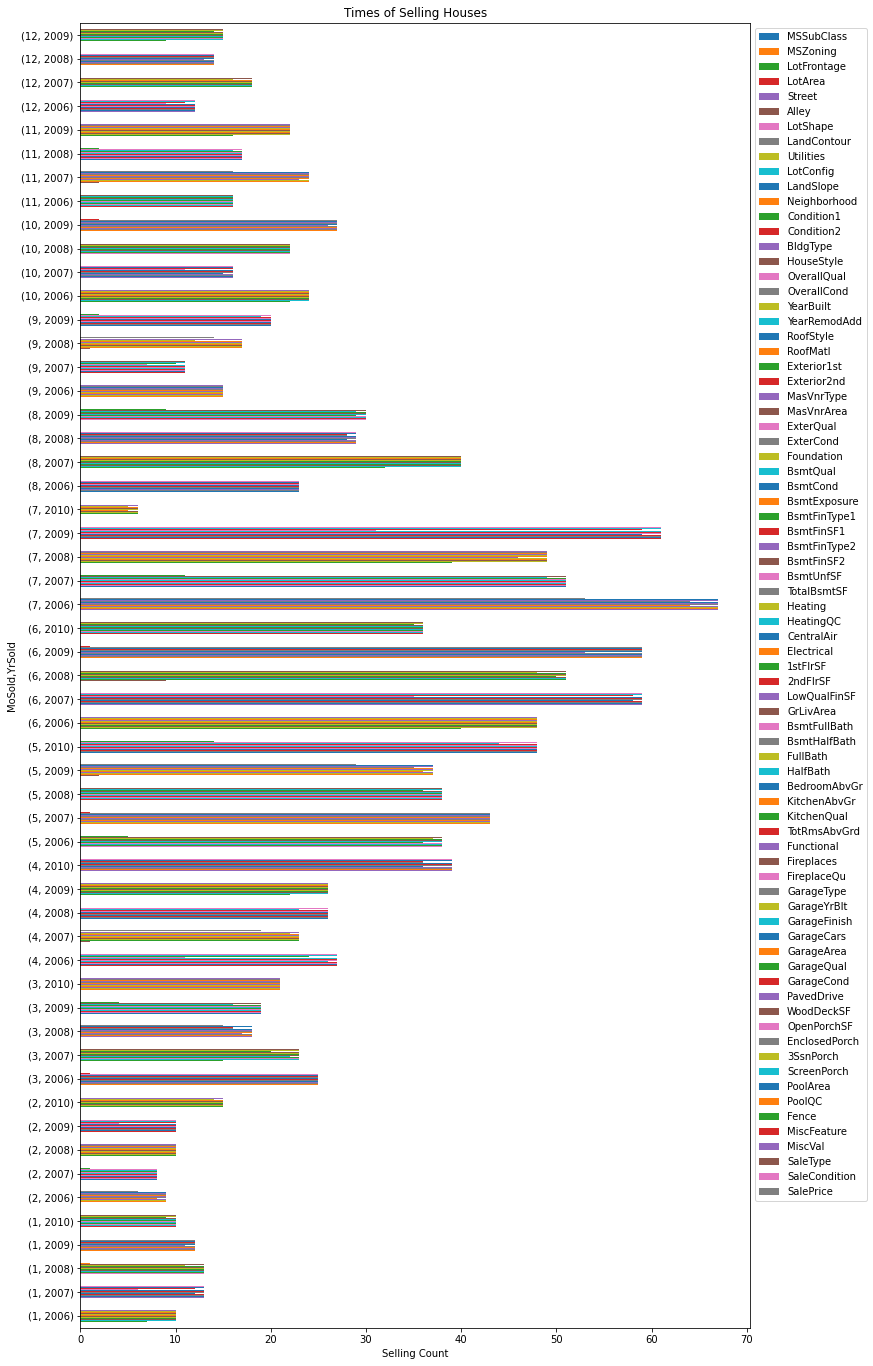 Times of Selling Houses
MoSold,YrSold
(12, 2009)
(12, 2008)
(12, 2007)
(12, 2006)
(11, 2009)
(11, 2008)
(11, 2007)
(11, 2006)
(10, 2009)
(10, 2008)
(10, 2007)
(10, 2006)
(9, 2009)
(9, 2008)
(9, 2007)
(9, 2006)
(8, 2009)
(8, 2008)
(8, 2007)
(8, 2006)
(7, 2010)
(7, 2009)
(7, 2008)
(7, 2007)
(7, 2006)
(6, 2010)
(6, 2009)
(6, 2008)
(6, 2007)
(6, 2006)
(5, 2010)
(5, 2009)
(5, 2008)
(5, 2007)
(5, 2006)
(4, 2010)
(4, 2009)
(4, 2008)
(4, 2007)
(4, 2006)
(3, 2010)
(3, 2009)
(3, 2008)
(3, 2007)
(3, 2006)
(2, 2010)
(2, 2009)
(2, 2008)
(2, 2007)
(2, 2006)
(1, 2010)
(1, 2009)
(1, 2008)
(1, 2007)
(1, 2006)
0 10 20 30 40 50 60 70
Selling Count
MSSubClass
MSZoning
LotFrontage
LotArea
Street
Alley
LotShape
LandContour
Utilities
LotConfig
LandSlope
Neighborhood
Condition1
Condition2
BldgType
HouseStyle
OverallQual
OverallCond
YearBuilt
YearRemodAdd
RoofStyle
RoofMatl
Exterior1st
Exterior2nd
MasVnrType
MasVnrArea
ExterQual
ExterCond
Foundation
BsmtQual
BsmtCond
BsmtExposure
BsmtFinType1
BsmtFinSF1
BsmtFinType2
BsmtFinSF2
BsmtUnfSF
TotalBsmtSF
Heating
HeatingQC
CentralAir
Electrical
1stFlrSF
2ndFlrSF
LowQualFinSF
GrLivArea
BsmtFullBath
BsmtHalfBath
FullBath
HalfBath
BedroomAbvGr
KitchenAbvGr
KitchenQual
TotRmsAbvGrd
Functional
Fireplaces
FireplaceQu
GarageType
GarageYrBlt
GarageFinish
GarageCars
GarageArea
GarageQual
GarageCond
PavedDrive
WoodDeckSF
OpenPorchSF
EnclosedPorch
3SsnPorch
ScreenPorch
PoolArea
PoolQC
Fence
MiscFeature
MiscVal
SaleType
SaleCondition
SalePrice